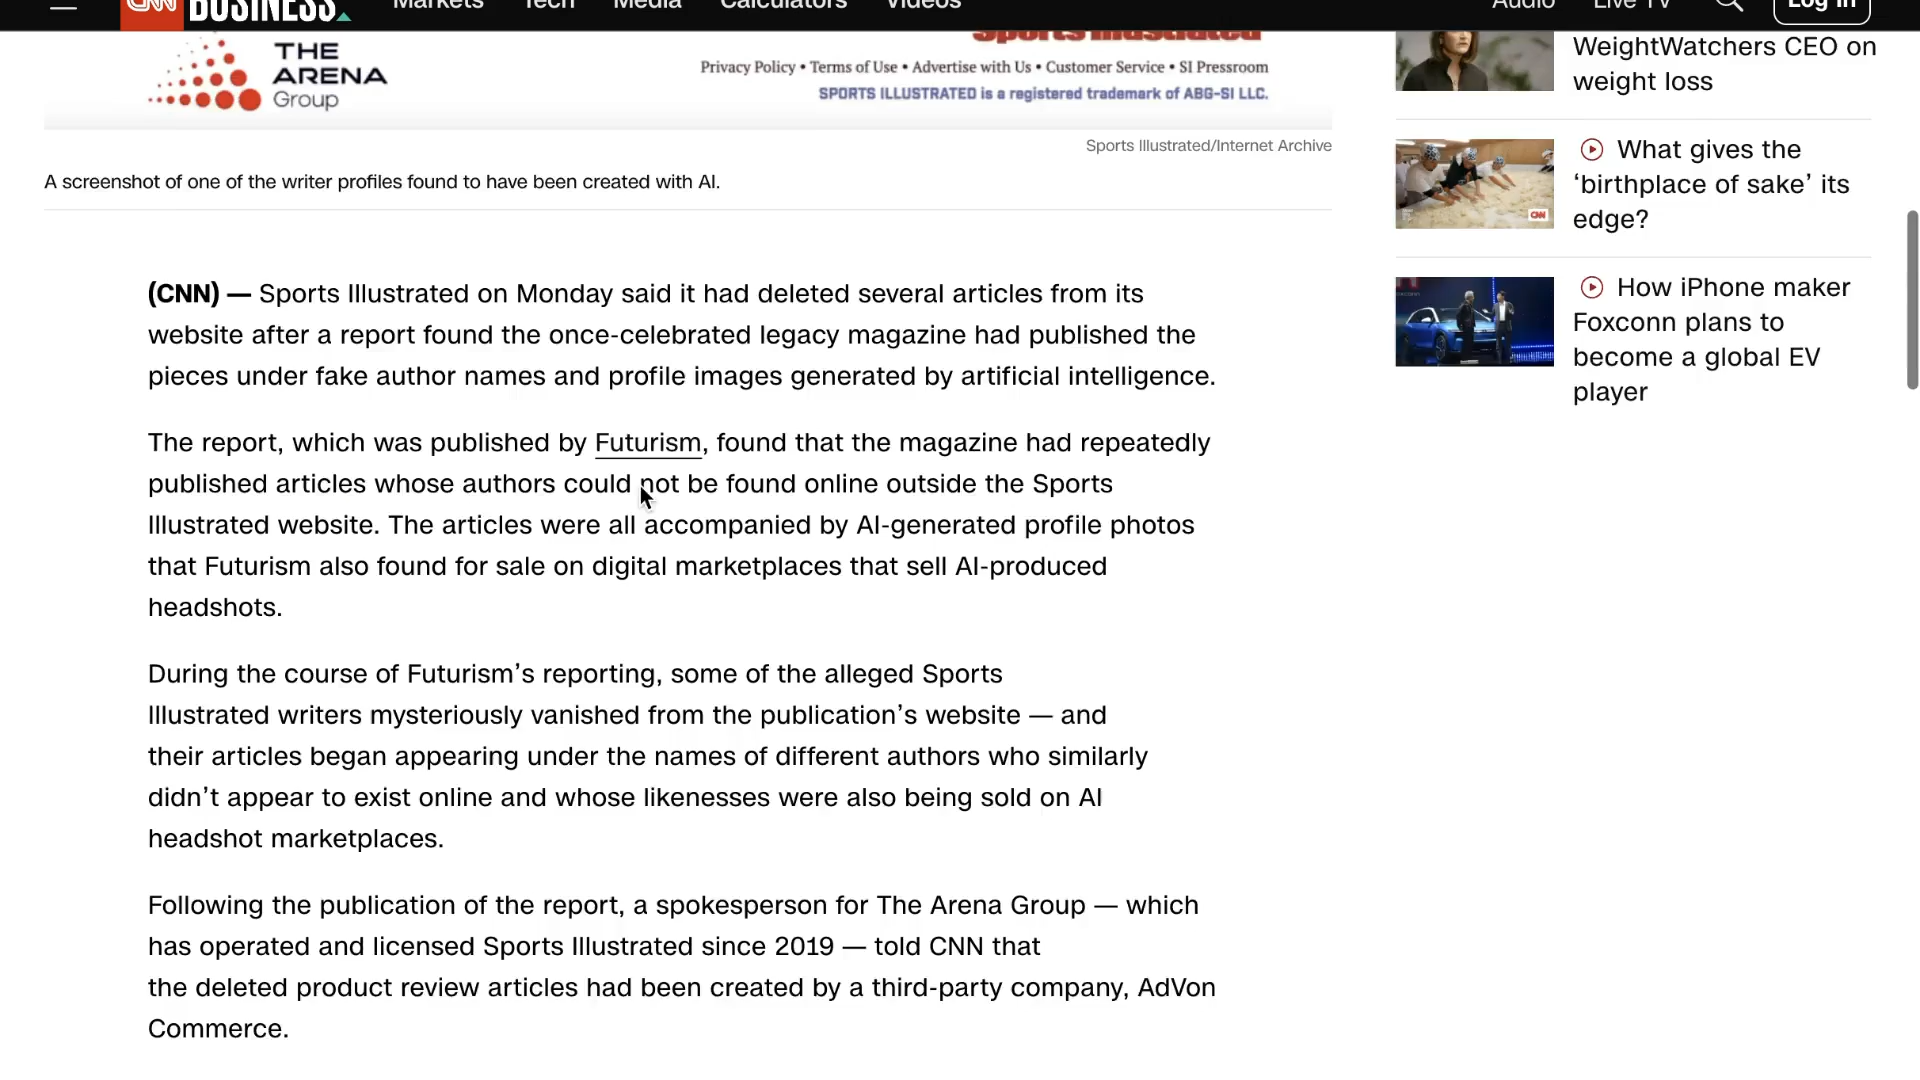 CNN BUSINESS
Markets Tech Media Calculators Videos
Audio Live TV Log In
THE
ARENA
Group
Sports Illustrated
Privacy Policy • Terms of Use • Advertise with Us • Customer Service • SI Pressroom
SPORTS ILLUSTRATED is a registered trademark of ABG-SI LLC.
Sports Illustrated/Internet Archive
A screenshot of one of the writer profiles found to have been created with AI.
(CNN) — Sports Illustrated on Monday said it had deleted several articles from its
website after a report found the once-celebrated legacy magazine had published the
pieces under fake author names and profile images generated by artificial intelligence.
The report, which was published by Futurism, found that the magazine had repeatedly
published articles whose authors could not be found online outside the Sports
Illustrated website. The articles were all accompanied by AI-generated profile photos
that Futurism also found for sale on digital marketplaces that sell AI-produced
headshots.
During the course of Futurism’s reporting, some of the alleged Sports
Illustrated writers mysteriously vanished from the publication’s website — and
their articles began appearing under the names of different authors who similarly
didn’t appear to exist online and whose likenesses were also being sold on AI
headshot marketplaces.
Following the publication of the report, a spokesperson for The Arena Group — which
has operated and licensed Sports Illustrated since 2019 — told CNN that
the deleted product review articles had been created by a third-party company, AdVon
Commerce.
WeightWatchers CEO on
weight loss
What gives the
‘birthplace of sake’ its
edge?
CNN
How iPhone maker
Foxconn plans to
become a global EV
player